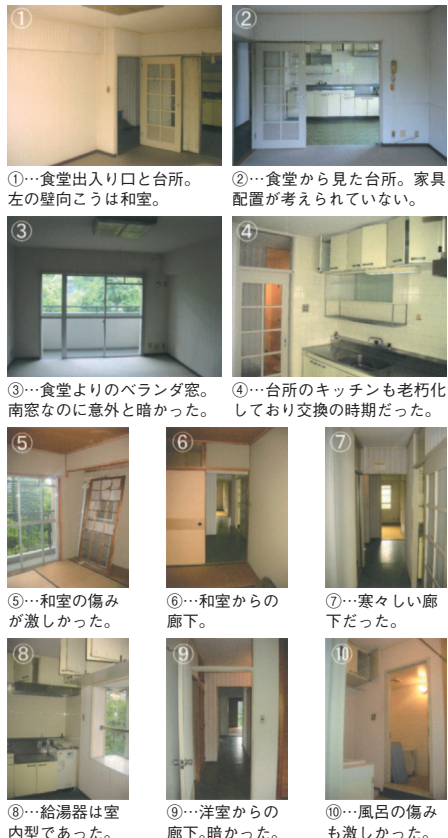 ①
②
①…食堂出入り口と台所。
左の壁向こうは和室。
②…食堂から見た台所。家具
配置が考えられていない。
③
④
③…食堂よりのベランダ窓。
南窓なのに意外と暗かった。
④…台所のキッチンも老朽化
しており交換の時期だった。
⑤
⑥
⑦
⑤…和室の傷み
が激しかった。
⑥…和室からの
廊下。
⑦…寒々しい廊
下だった。
⑧
⑨
⑩
⑧…給湯器は室
内型であった。
⑨…洋室からの
廊下。暗かった。
⑩…風呂の傷み
も激しかった。